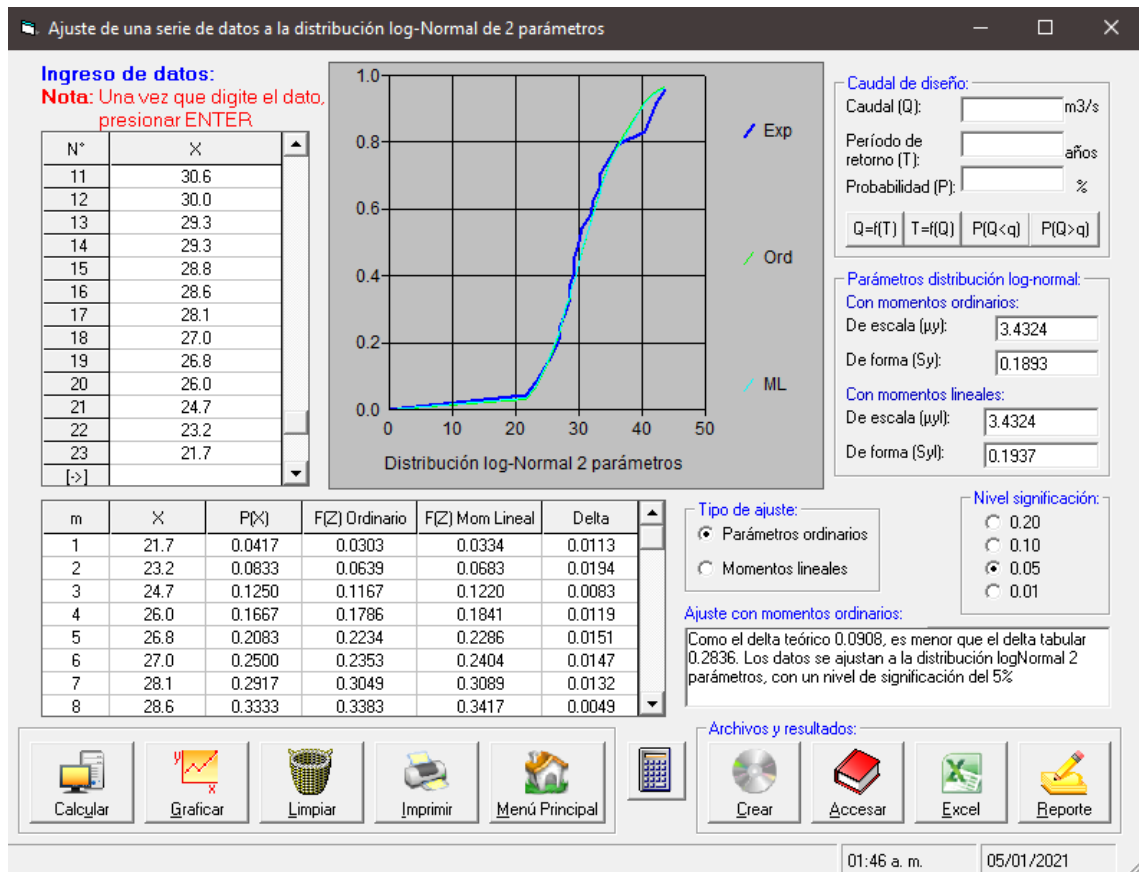 Ajuste de una serie de datos a la distribución log-Normal de 2 parámetros
Ingreso de datos:
Nota: Una vez que digite el dato,
presionar ENTER
N° X
11 30.6
12 30.0
13 29.3
14 29.3
15 28.8
16 28.6
17 28.1
18 27.0
19 26.8
20 26.0
21 24.7
22 23.2
23 21.7
[->]
1.0
0.8
0.6
0.4
0.2
0.0
0 10 20 30 40 50
Distribución log-Normal 2 parámetros
Exp
Ord
ML
Caudal de diseño:
Caudal (Q): m3/s
Período de
retorno (T): años
Probabilidad (P): %
Q=f(T) T=f(Q) P(Q<q) P(Q>q)
Parámetros distribución log-normal:
Con momentos ordinarios:
De escala (μy): 3.4324
De forma (Sy): 0.1893
Con momentos lineales:
De escala (μyl): 3.4324
De forma (Syl): 0.1937
m X P(X) F(Z) Ordinario F(Z) Mom Lineal Delta
1 21.7 0.0417 0.0303 0.0334 0.0113
2 23.2 0.0833 0.0639 0.0683 0.0194
3 24.7 0.1250 0.1167 0.1220 0.0083
4 26.0 0.1667 0.1786 0.1841 0.0119
5 26.8 0.2083 0.2234 0.2286 0.0151
6 27.0 0.2500 0.2353 0.2404 0.0147
7 28.1 0.2917 0.3049 0.3089 0.0132
8 28.6 0.3333 0.3383 0.3417 0.0049
Tipo de ajuste:
Parámetros ordinarios
Momentos lineales
Nivel significación:
0.20
0.10
0.05
0.01
Ajuste con momentos ordinarios:
Como el delta teórico 0.0908, es menor que el delta tabular
0.2836. Los datos se ajustan a la distribución logNormal 2
parámetros, con un nivel de significación del 5%
Calcular
y
x
Graficar
Limpiar
Imprimir
Menú Principal
Archivos y resultados:
Crear
Accesar
Excel
Reporte
01:46 a. m. 05/01/2021